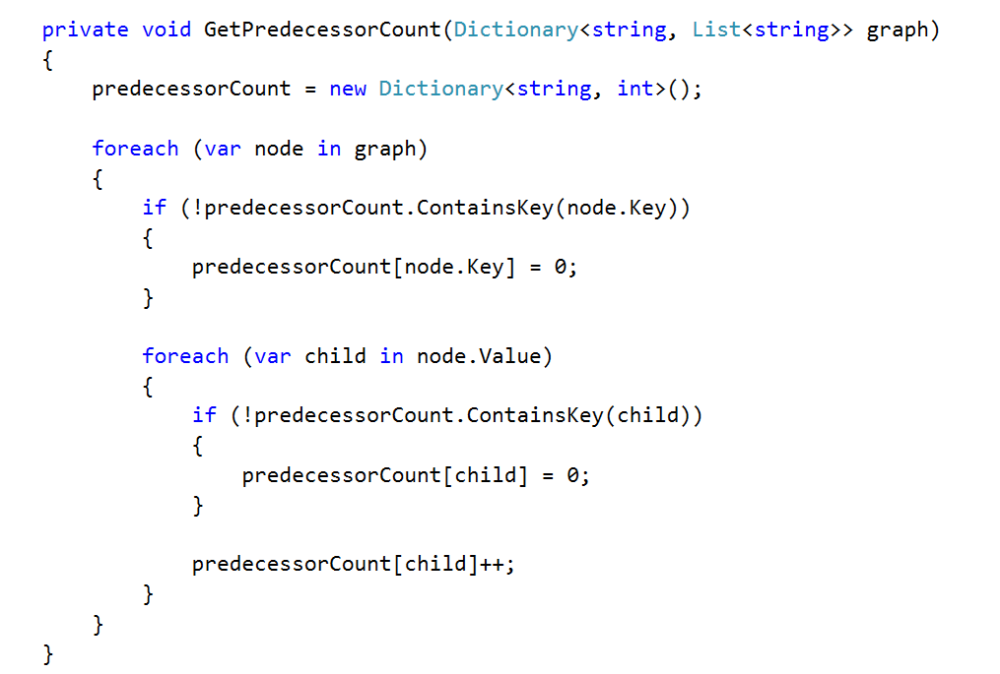 private void GetPredecessorCount(Dictionary<string, List<string>> graph)
{
    predecessorCount = new Dictionary<string, int>();

    foreach (var node in graph)
    {
        if (!predecessorCount.ContainsKey(node.Key))
        {
            predecessorCount[node.Key] = 0;
        }

        foreach (var child in node.Value)
        {
            if (!predecessorCount.ContainsKey(child))
            {
                predecessorCount[child] = 0;
            }

            predecessorCount[child]++;
        }
    }
}